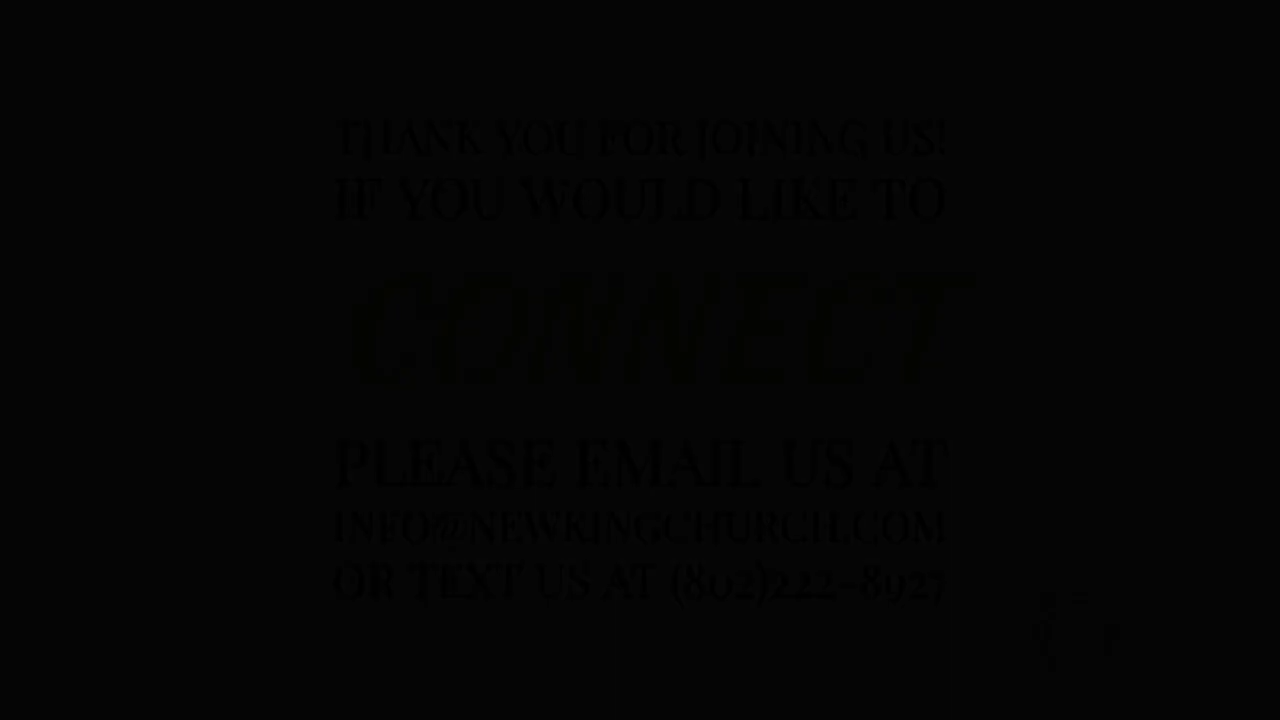 THANK YOU FOR JOINING US!
IF YOU WOULD LIKE TO
CONNECT
PLEASE EMAIL US AT
INFO@NEWKINGCHURCH.COM
OR TEXT US AT (802)222-8027